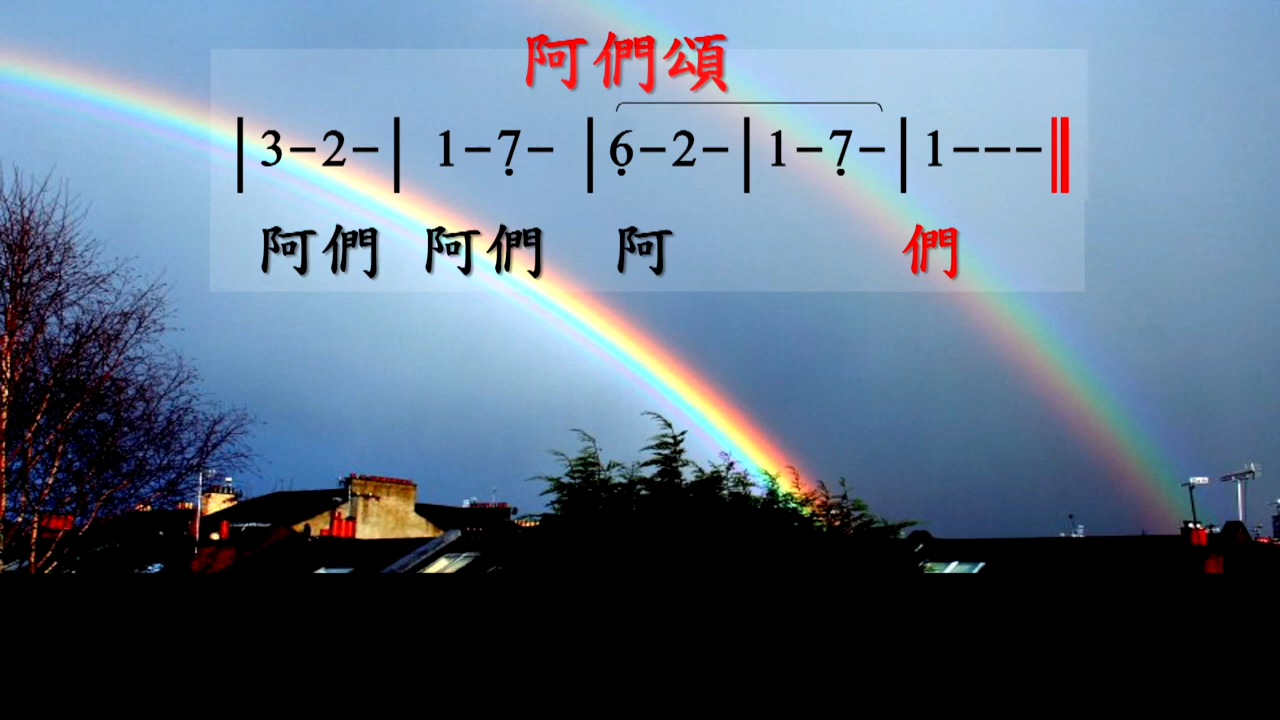 阿們頌
|3-2-| 1-7̣- |6̣-2-|1-7̣-|1---‖
阿們 阿們 阿 們